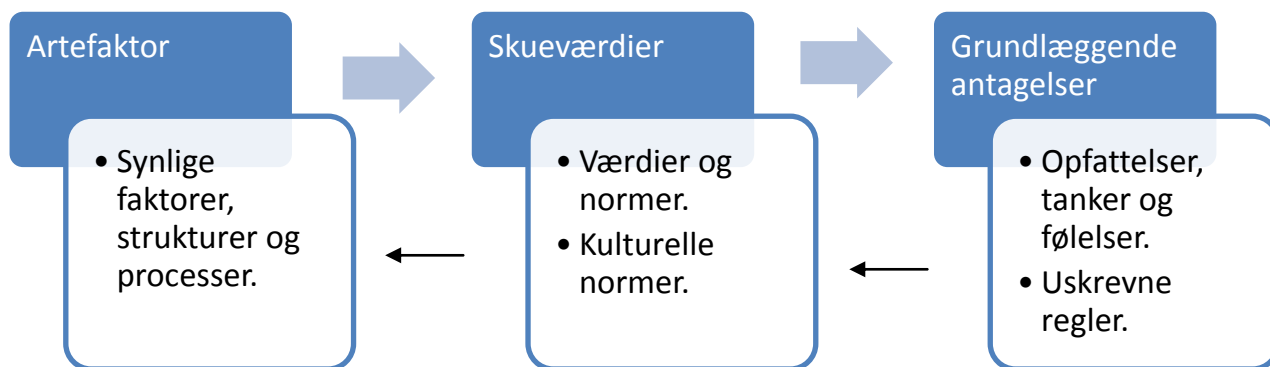 Artefaktor
• Synlige
faktorer,
strukturer og
processer.
Skueværdier
• Værdier og
normer.
• Kulturelle
normer.
Grundlæggende
antagelser
• Opfattelser,
tanker og
følelser.
• Uskrevne
regler.